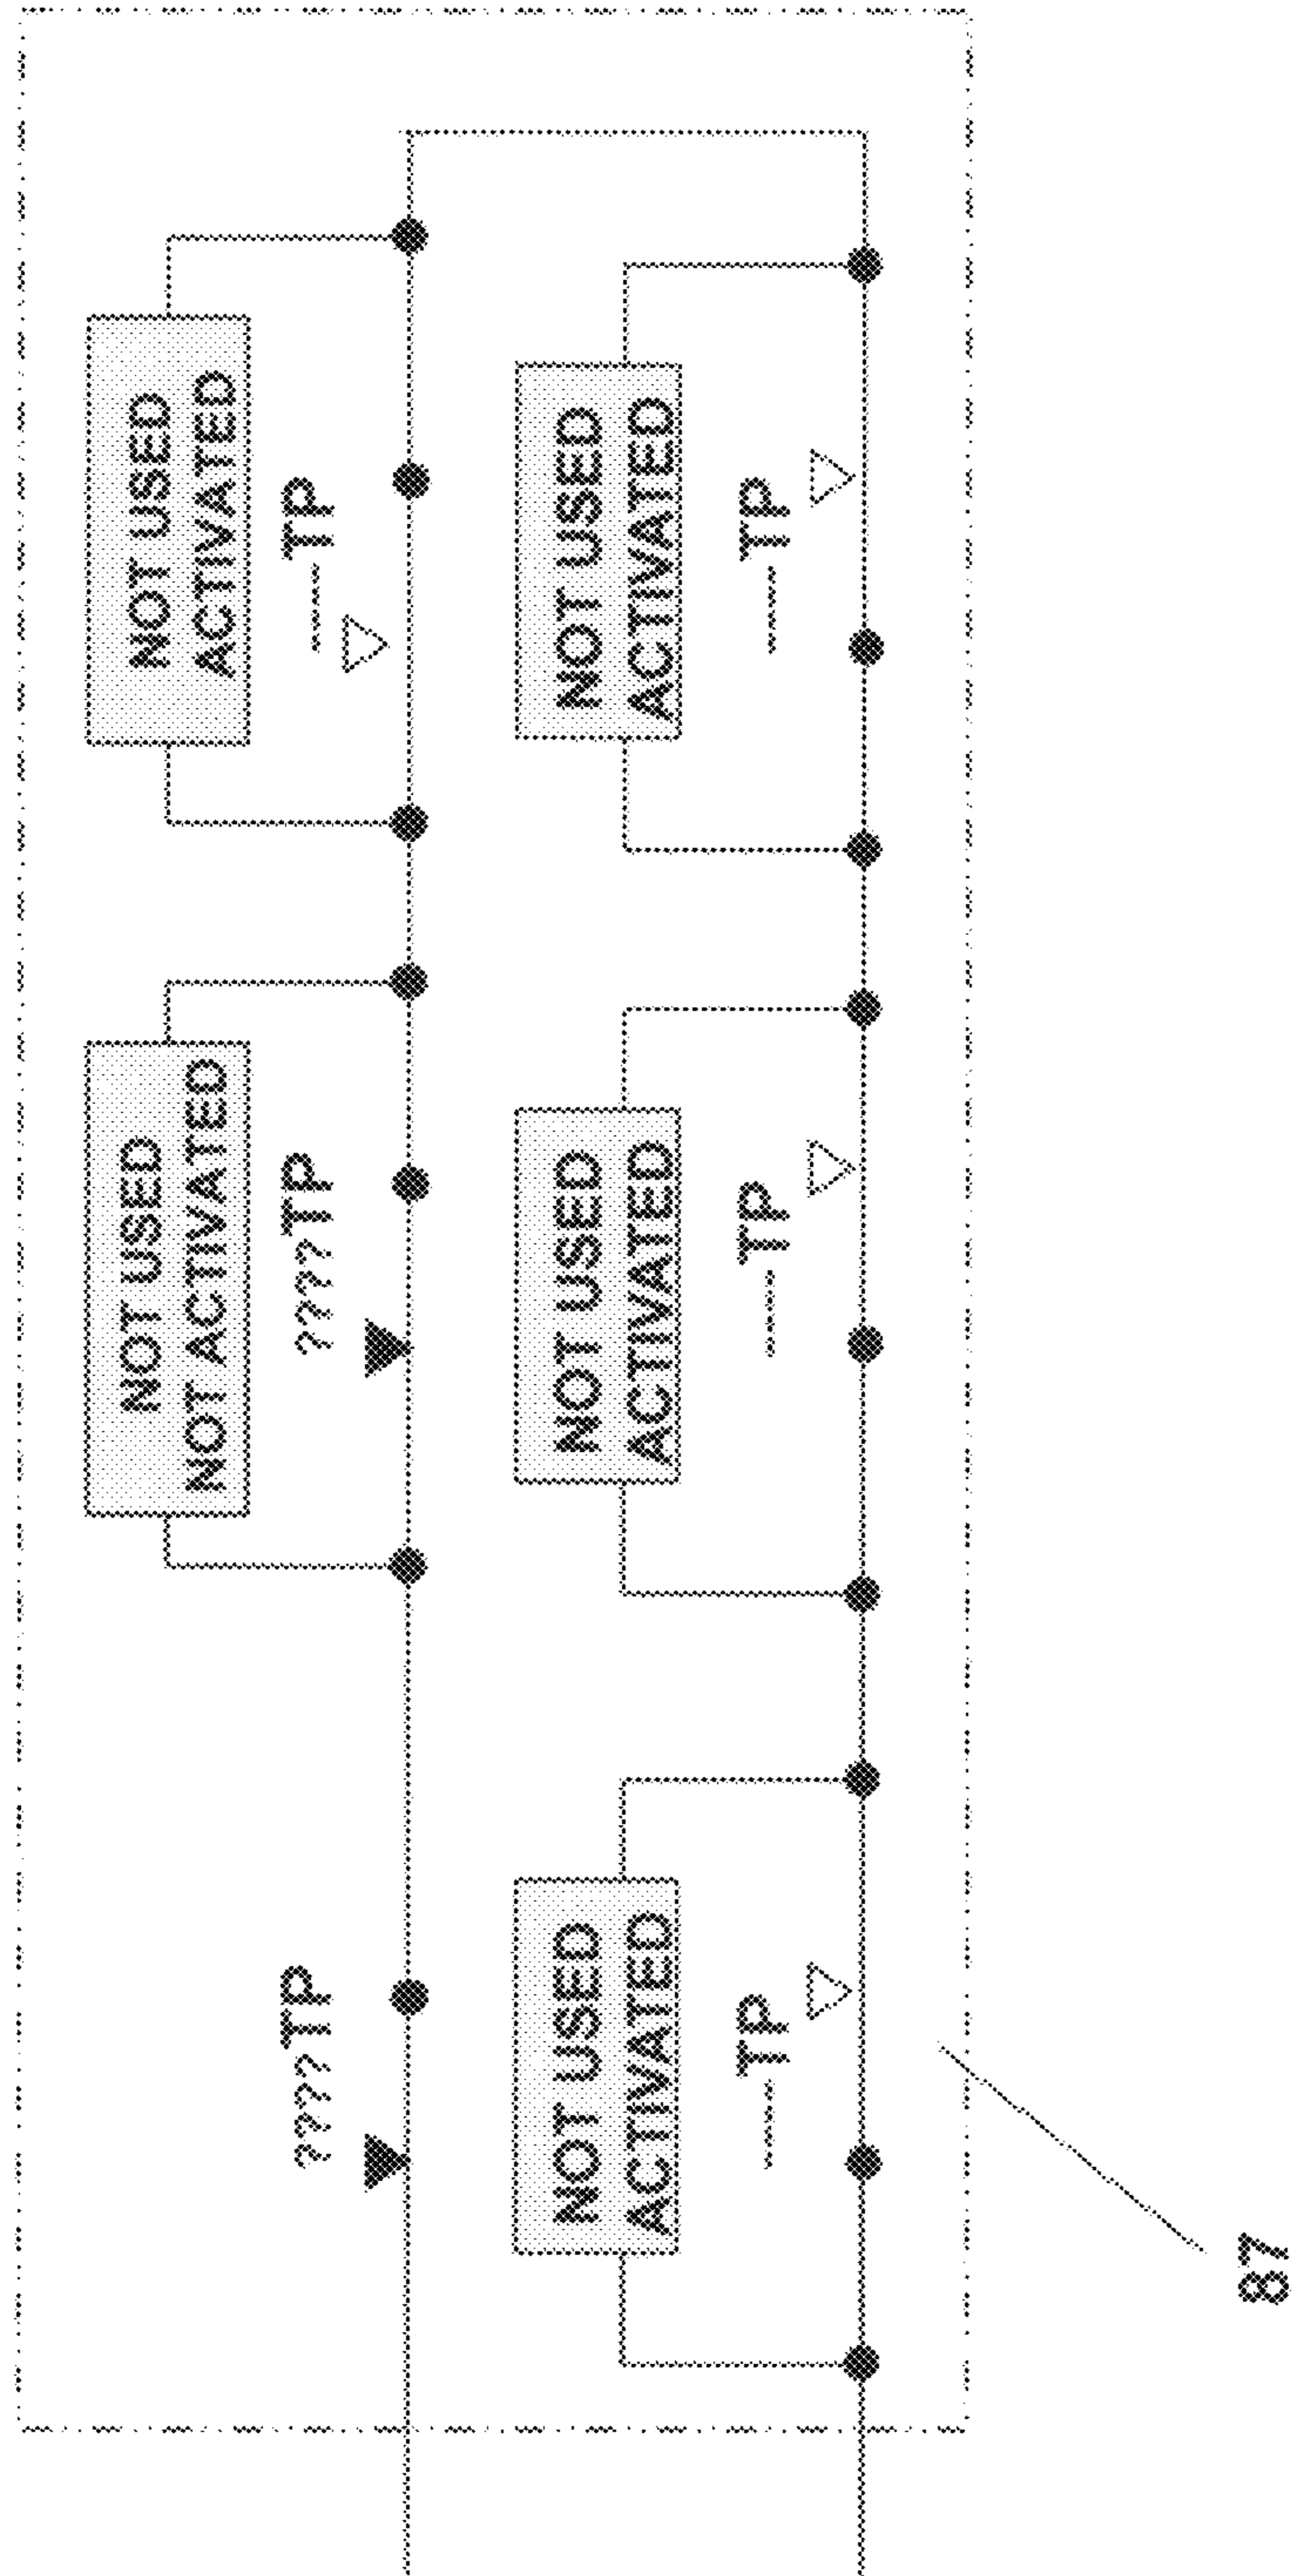 ????TP
NOT USED
NOT ACTIVATED
????TP
NOT USED
ACTIVATED
----TP
NOT USED
ACTIVATED
----TP
NOT USED
ACTIVATED
----TP
NOT USED
ACTIVATED
----TP
87